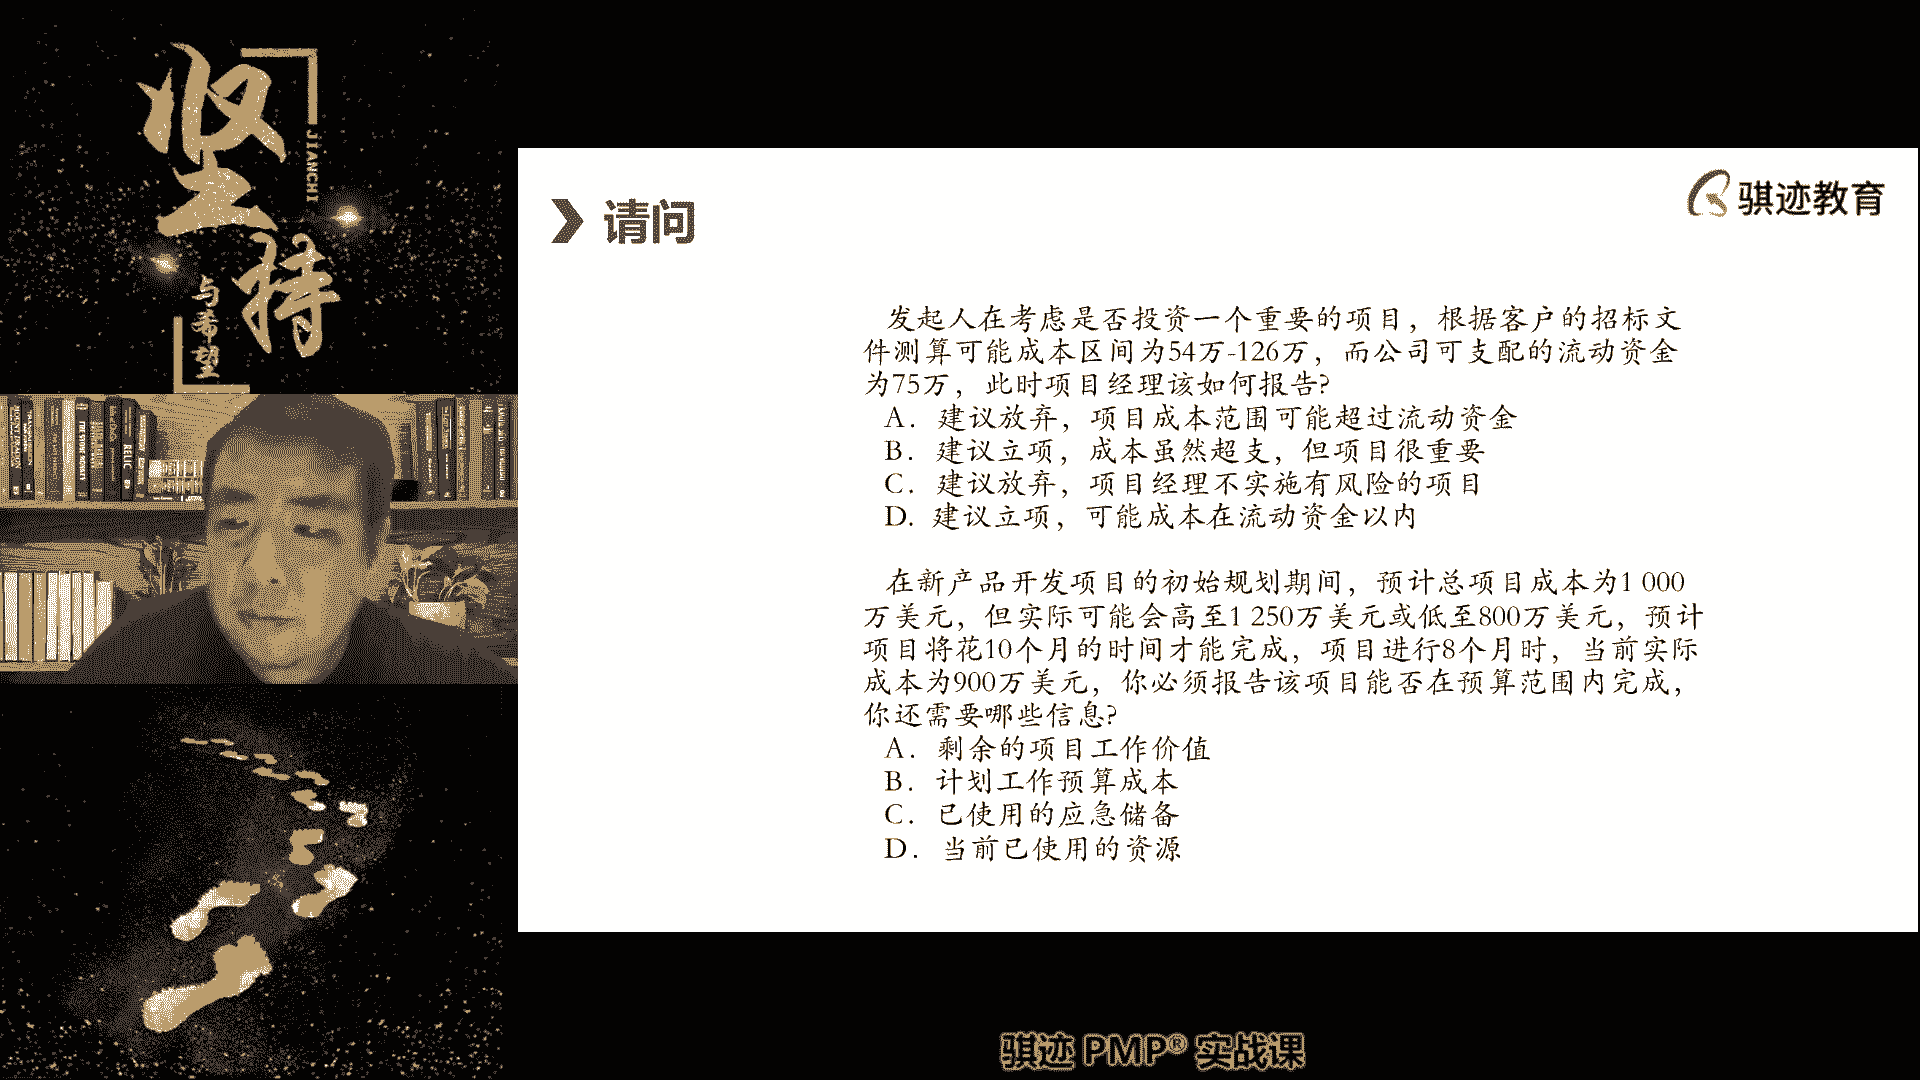 坚持
JIANCHI
与希望
请问
骐迹教育
发起人在考虑是否投资一个重要的项目，根据客户的招标文
件测算可能成本区间为54万-126万，而公司可支配的流动资金
为75万，此时项目经理该如何报告?
A. 建议放弃，项目成本范围可能超过流动资金
B. 建议立项，成本虽然超支，但项目很重要
C. 建议放弃，项目经理不实施有风险的项目
D. 建议立项，可能成本在流动资金以内
在新产品开发项目的初始规划期间，预计总项目成本为1 000
万美元，但实际可能会高至1 250万美元或低至800万美元，预计
项目将花10个月的时间才能完成，项目进行8个月时，当前实际
成本为900万美元，你必须报告该项目能否在预算范围内完成，
你还需要哪些信息?
A. 剩余的项目工作价值
B. 计划工作预算成本
C. 已使用的应急储备
D. 当前已使用的资源
骐迹 PMP® 实战课